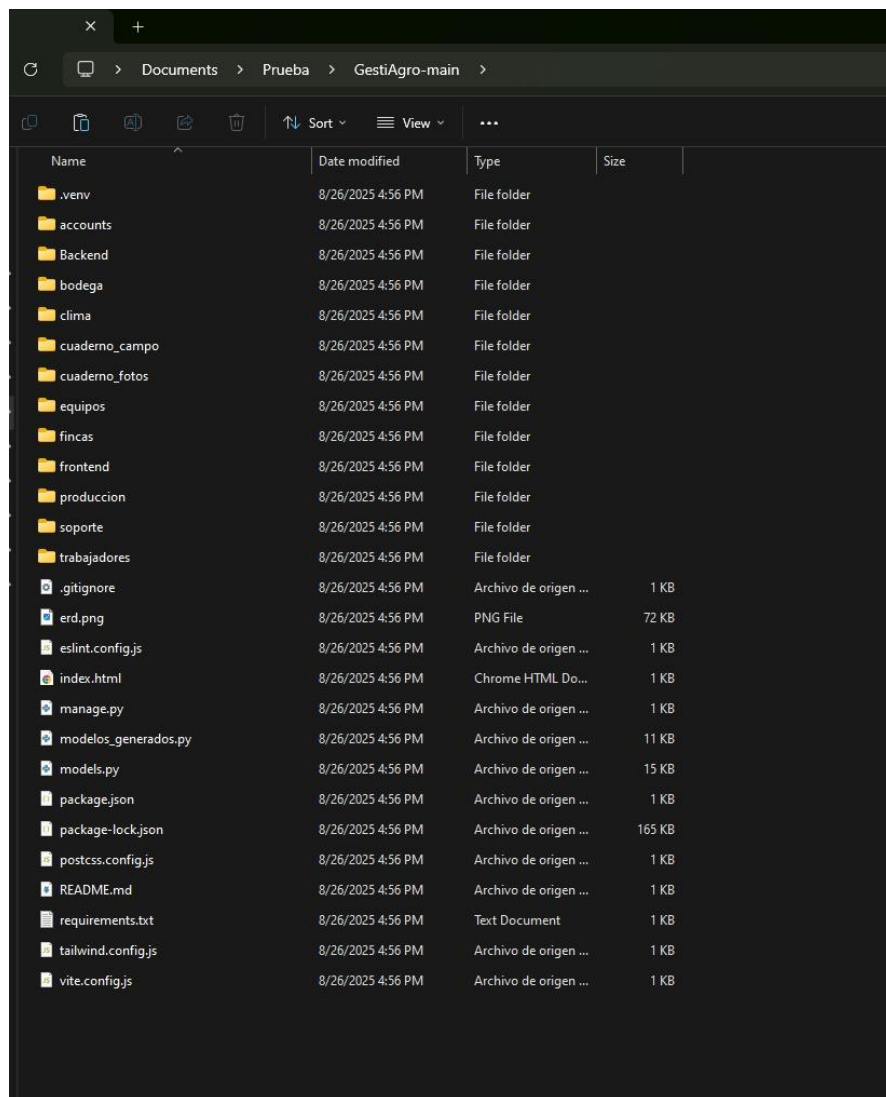 Documents > Prueba > GestiAgro-main >
Sort View ...
Name Date modified Type Size
.venv 8/26/2025 4:56 PM File folder
accounts 8/26/2025 4:56 PM File folder
Backend 8/26/2025 4:56 PM File folder
bodega 8/26/2025 4:56 PM File folder
clima 8/26/2025 4:56 PM File folder
cuaderno_campo 8/26/2025 4:56 PM File folder
cuaderno_fotos 8/26/2025 4:56 PM File folder
equipos 8/26/2025 4:56 PM File folder
fincas 8/26/2025 4:56 PM File folder
frontend 8/26/2025 4:56 PM File folder
produccion 8/26/2025 4:56 PM File folder
soporte 8/26/2025 4:56 PM File folder
trabajadores 8/26/2025 4:56 PM File folder
.gitignore 8/26/2025 4:56 PM Archivo de origen ... 1 KB
erd.png 8/26/2025 4:56 PM PNG File 72 KB
eslint.config.js 8/26/2025 4:56 PM Archivo de origen ... 1 KB
index.html 8/26/2025 4:56 PM Chrome HTML Do... 1 KB
manage.py 8/26/2025 4:56 PM Archivo de origen ... 1 KB
modelos_generados.py 8/26/2025 4:56 PM Archivo de origen ... 11 KB
models.py 8/26/2025 4:56 PM Archivo de origen ... 15 KB
package.json 8/26/2025 4:56 PM Archivo de origen ... 1 KB
package-lock.json 8/26/2025 4:56 PM Archivo de origen ... 165 KB
postcss.config.js 8/26/2025 4:56 PM Archivo de origen ... 1 KB
README.md 8/26/2025 4:56 PM Archivo de origen ... 1 KB
requirements.txt 8/26/2025 4:56 PM Text Document 1 KB
tailwind.config.js 8/26/2025 4:56 PM Archivo de origen ... 1 KB
vite.config.js 8/26/2025 4:56 PM Archivo de origen ... 1 KB